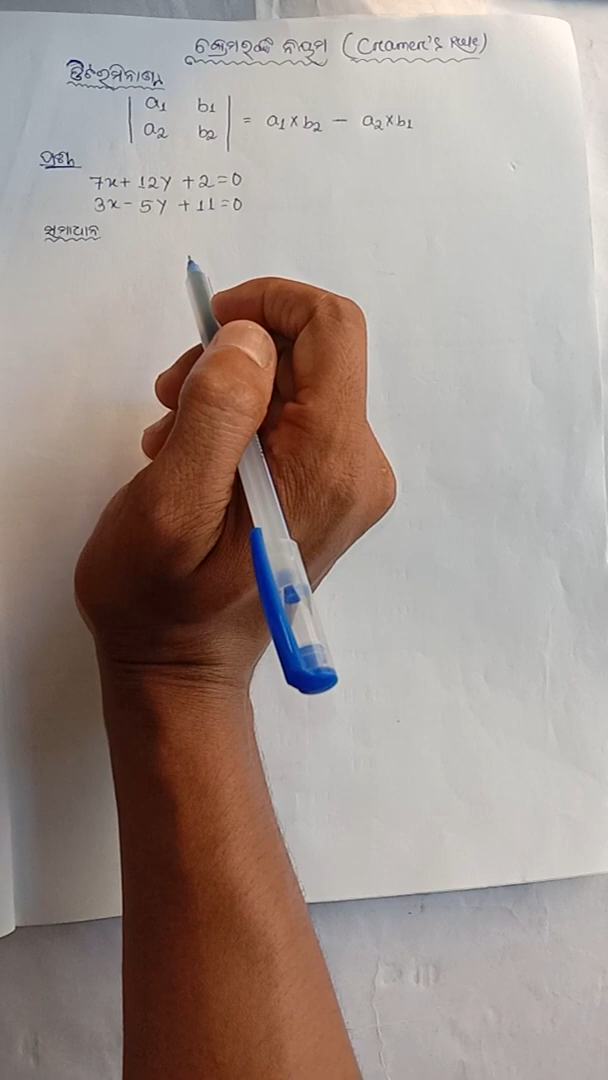 କ୍ରେମରଙ୍କ ନିୟମ (Cramer's Rule)
ଡିଟରମିନାଣ୍ଟ
| a₁ b₁ |
| a₂ b₂ | = a₁×b₂ − a₂×b₁
ପ୍ରଶ୍ନ
7x + 12y + 2 = 0
3x − 5y + 11 = 0
ସମାଧାନ